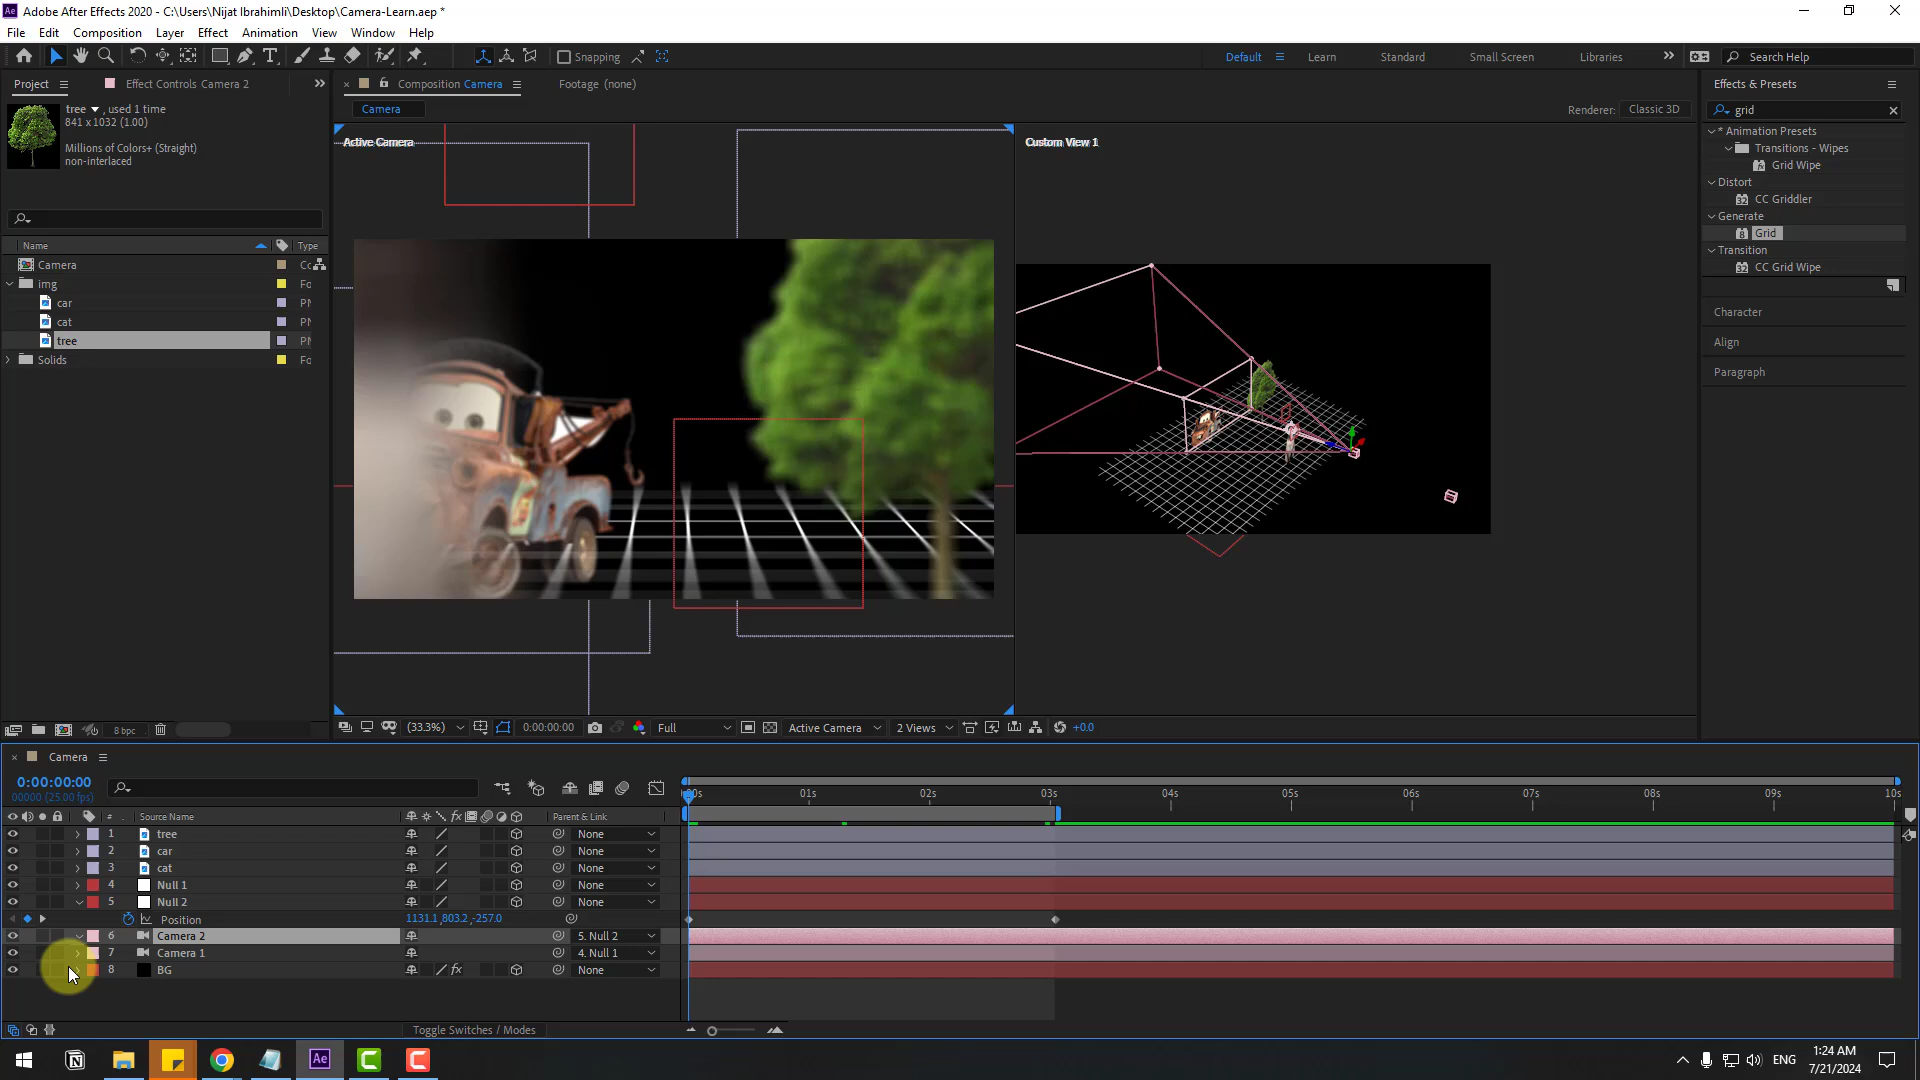 Adobe After Effects 2020 - C:\Users\Nijat Ibrahimli\Desktop\Camera-Learn.aep *
File Edit Composition Layer Effect Animation View Window Help
Snapping
Default Learn Standard Small Screen Libraries Search Help
Project Effect Controls Camera 2
Composition Camera Footage (none)
Effects & Presets
tree , used 1 time
841 x 1032 (1.00)
Millions of Colors+ (Straight)
non-interlaced
Camera
Renderer: Classic 3D
grid
Active Camera
Custom View 1
* Animation Presets
Transitions - Wipes
Grid Wipe
Distort
CC Griddler
Generate
Grid
Transition
CC Grid Wipe
Character
Align
Paragraph
Name Type
Camera Cc
img Fo
car PN
cat PN
tree PN
Solids Fo
8 bpc
(33.3%) 0:00:00:00 Full Active Camera 2 Views +0.0
Camera
0:00:00:00
00000 (25.00 fps)
00s 01s 02s 03s 04s 05s 06s 07s 08s 09s 10s
# Source Name Parent & Link
1 tree None
2 car None
3 cat None
4 Null 1 None
5 Null 2 None
Position 1131.1,803.2,-257.0
6 Camera 2 5. Null 2
7 Camera 1 4. Null 1
8 BG None
Toggle Switches / Modes
ENG
1:24 AM
7/21/2024